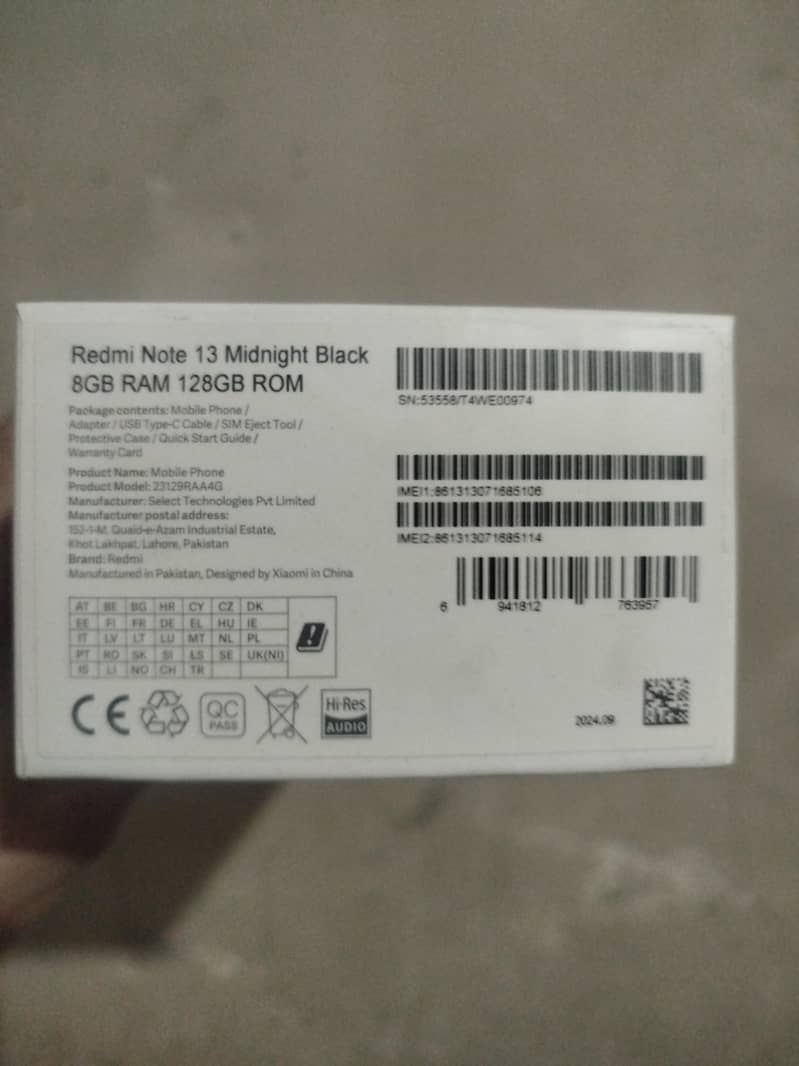 Redmi Note 13 Midnight Black
8GB RAM 128GB ROM
Package contents: Mobile Phone /
Adapter / USB Type-C Cable / SIM Eject Tool /
Protective Case / Quick Start Guide /
Warranty Card
Product Name: Mobile Phone
Product Model: 23129RAA4G
Manufacturer: Select Technologies Pvt Limited
Manufacturer postal address:
152-1-M, Quaid-e-Azam Industrial Estate,
Khot Lakhpat, Lahore, Pakistan
Brand: Redmi
Manufactured in Pakistan, Designed by Xiaomi in China
AT BE BG HR CY CZ DK
EE FI FR DE EL HU IE
IT LV LT LU MT NL PL
PT RO SK SI ES SE UK(NI)
IS LI NO CH TR
CE
QC
PASS
Hi-Res
AUDIO
SN:53558/T4WE00974
IMEI1:861313071685106
IMEI2:861313071685114
6 941812 763957
2024.09